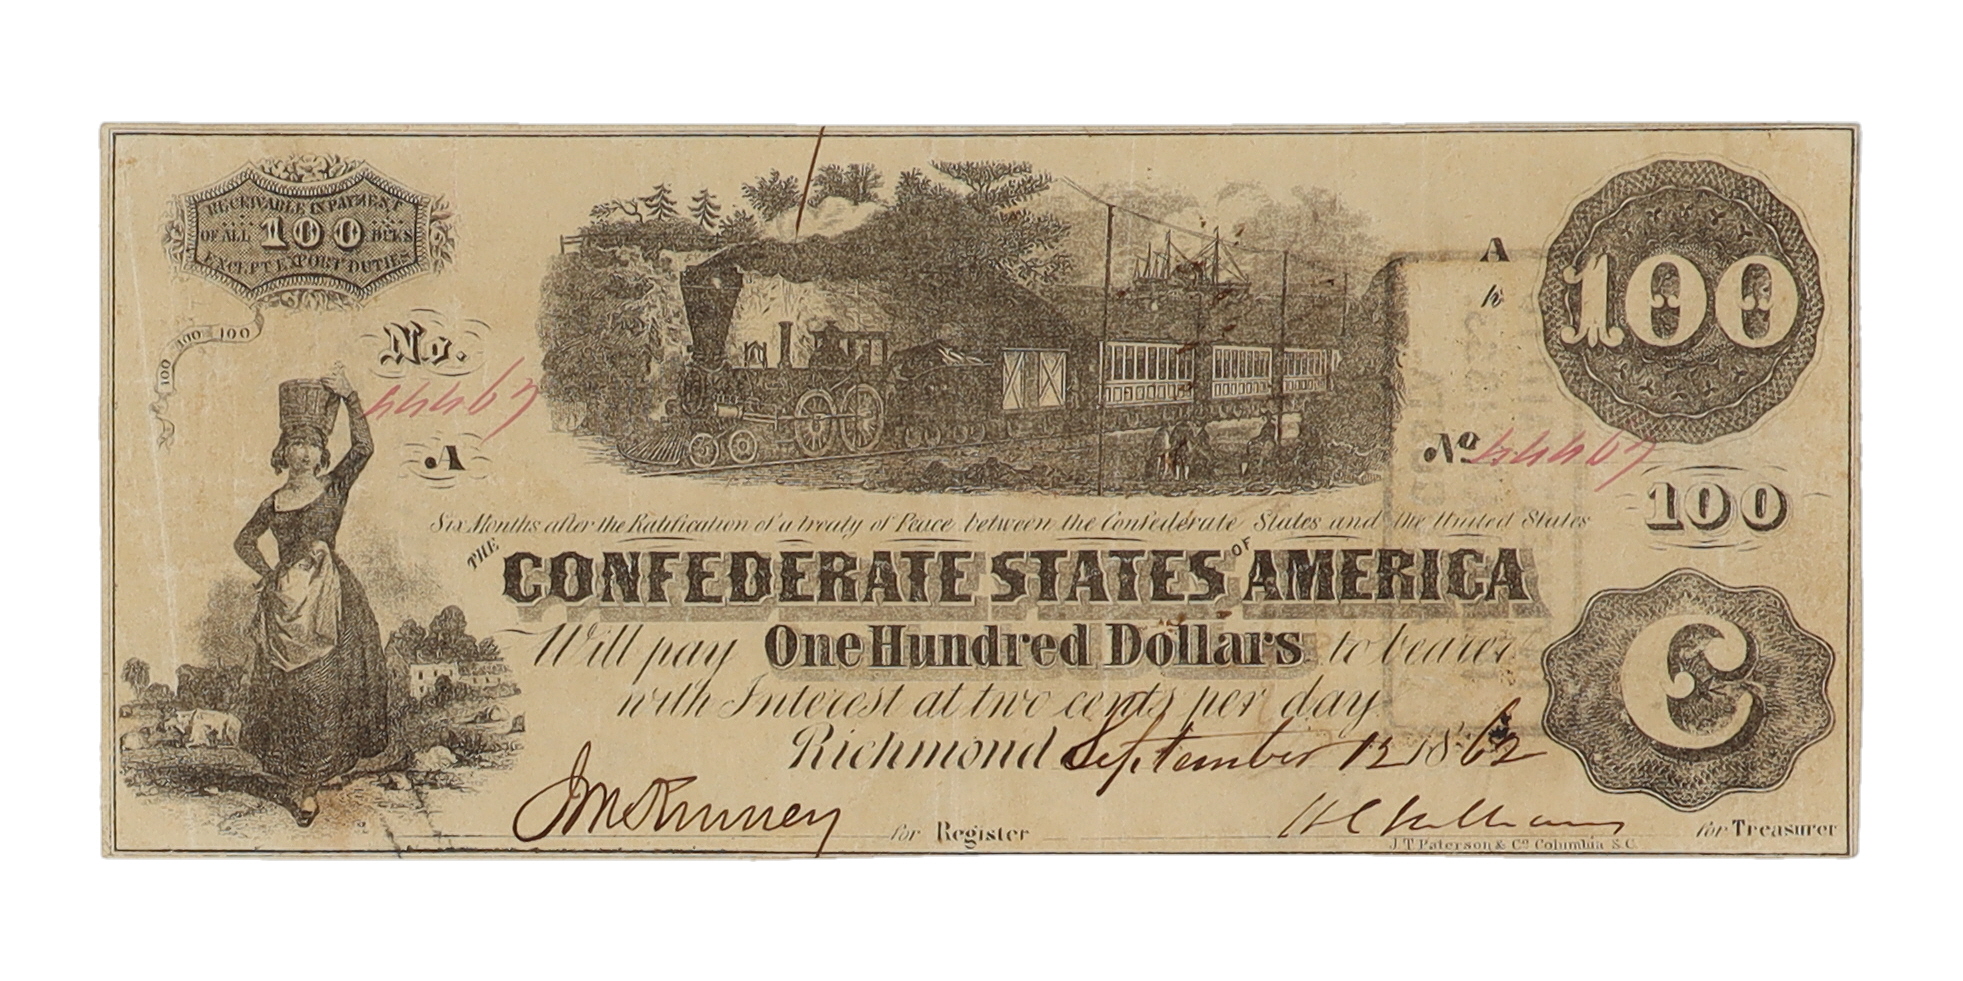 RECEIVABLE IN PAYMENT
OF ALL 100 DUES
EXCEPT EXPORT DUTIES
100 100 100
No.
A
A
h
100
No
100
Six Months after the Ratification of a treaty of Peace between the Confederate States and the United States
THE CONFEDERATE STATES OF AMERICA
Will pay One Hundred Dollars to bearer
with Interest at two cents per day
Richmond September 12 1862
C
for Register
for Treasurer
J T Paterson & Co Columbia S.C.